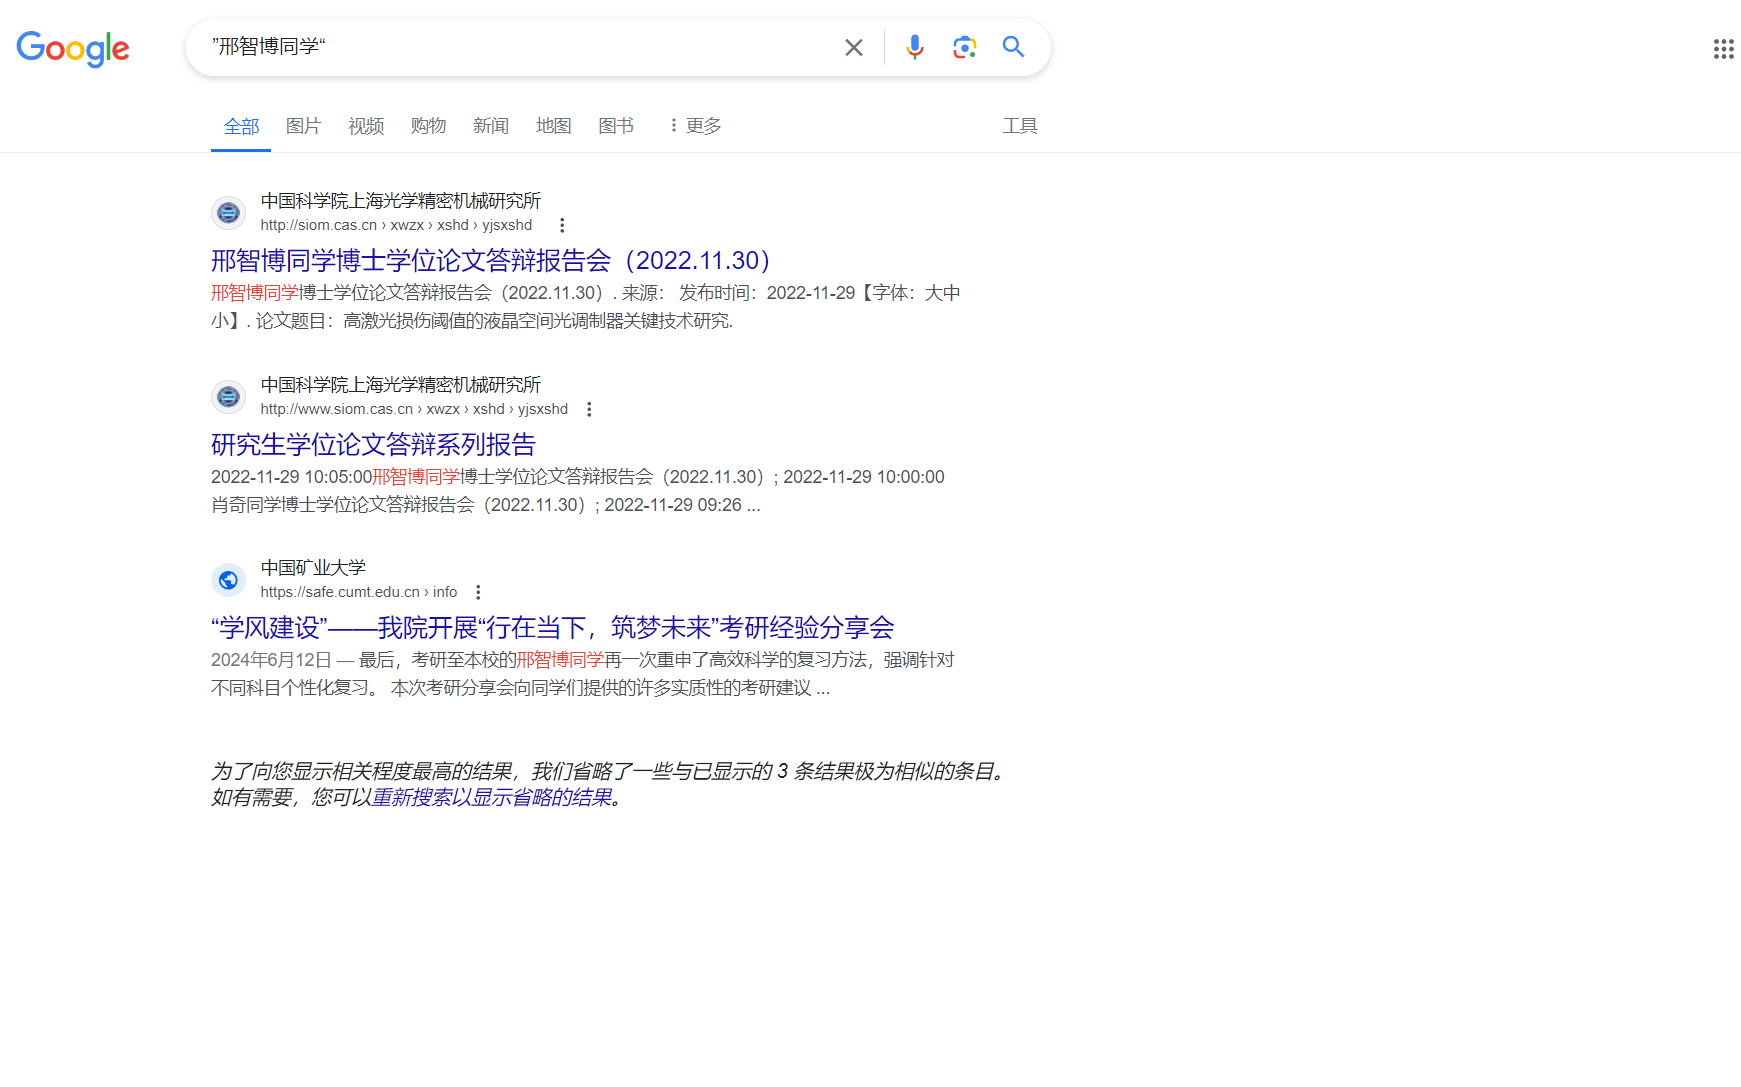 Google
”邢智博同学“
全部 图片 视频 购物 新闻 地图 图书 更多 工具
中国科学院上海光学精密机械研究所
http://siom.cas.cn › xwzx › xshd › yjsxshd
邢智博同学博士学位论文答辩报告会（2022.11.30）
邢智博同学博士学位论文答辩报告会（2022.11.30）. 来源： 发布时间：2022-11-29【字体：大中
小】. 论文题目：高激光损伤阈值的液晶空间光调制器关键技术研究.
中国科学院上海光学精密机械研究所
http://www.siom.cas.cn › xwzx › xshd › yjsxshd
研究生学位论文答辩系列报告
2022-11-29 10:05:00邢智博同学博士学位论文答辩报告会（2022.11.30）; 2022-11-29 10:00:00
肖奇同学博士学位论文答辩报告会（2022.11.30）; 2022-11-29 09:26 ...
中国矿业大学
https://safe.cumt.edu.cn › info
“学风建设”——我院开展“行在当下，筑梦未来”考研经验分享会
2024年6月12日 — 最后，考研至本校的邢智博同学再一次重申了高效科学的复习方法，强调针对
不同科目个性化复习。 本次考研分享会向同学们提供的许多实质性的考研建议 ...
为了向您显示相关程度最高的结果，我们省略了一些与已显示的 3 条结果极为相似的条目。
如有需要，您可以重新搜索以显示省略的结果。